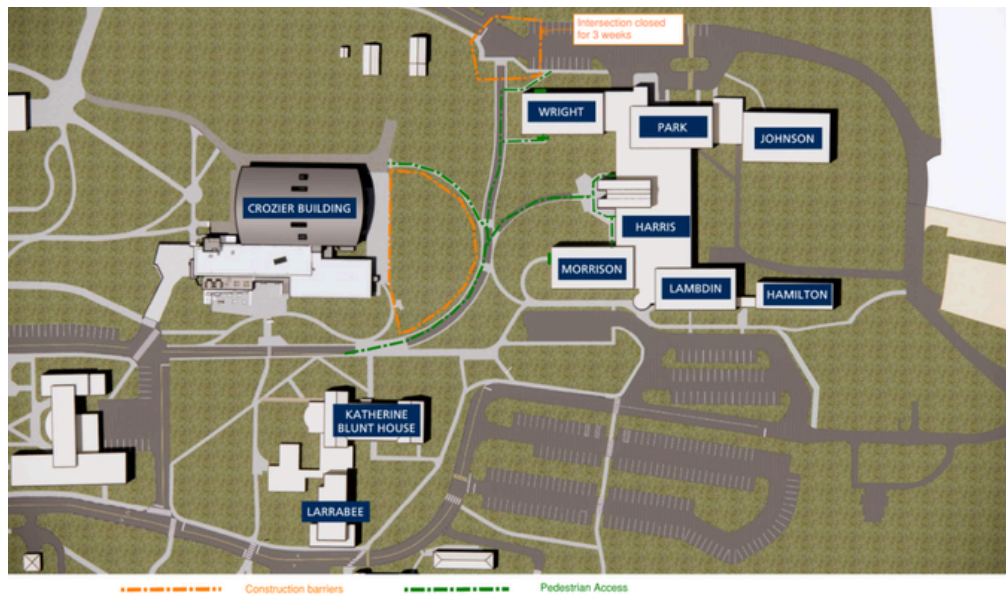 Intersection closed
for 3 weeks
WRIGHT
PARK
JOHNSON
CROZIER BUILDING
HARRIS
MORRISON
LAMBDIN
HAMILTON
KATHERINE
BLUNT HOUSE
LARRABEE
Construction barriers
Pedestrian Access